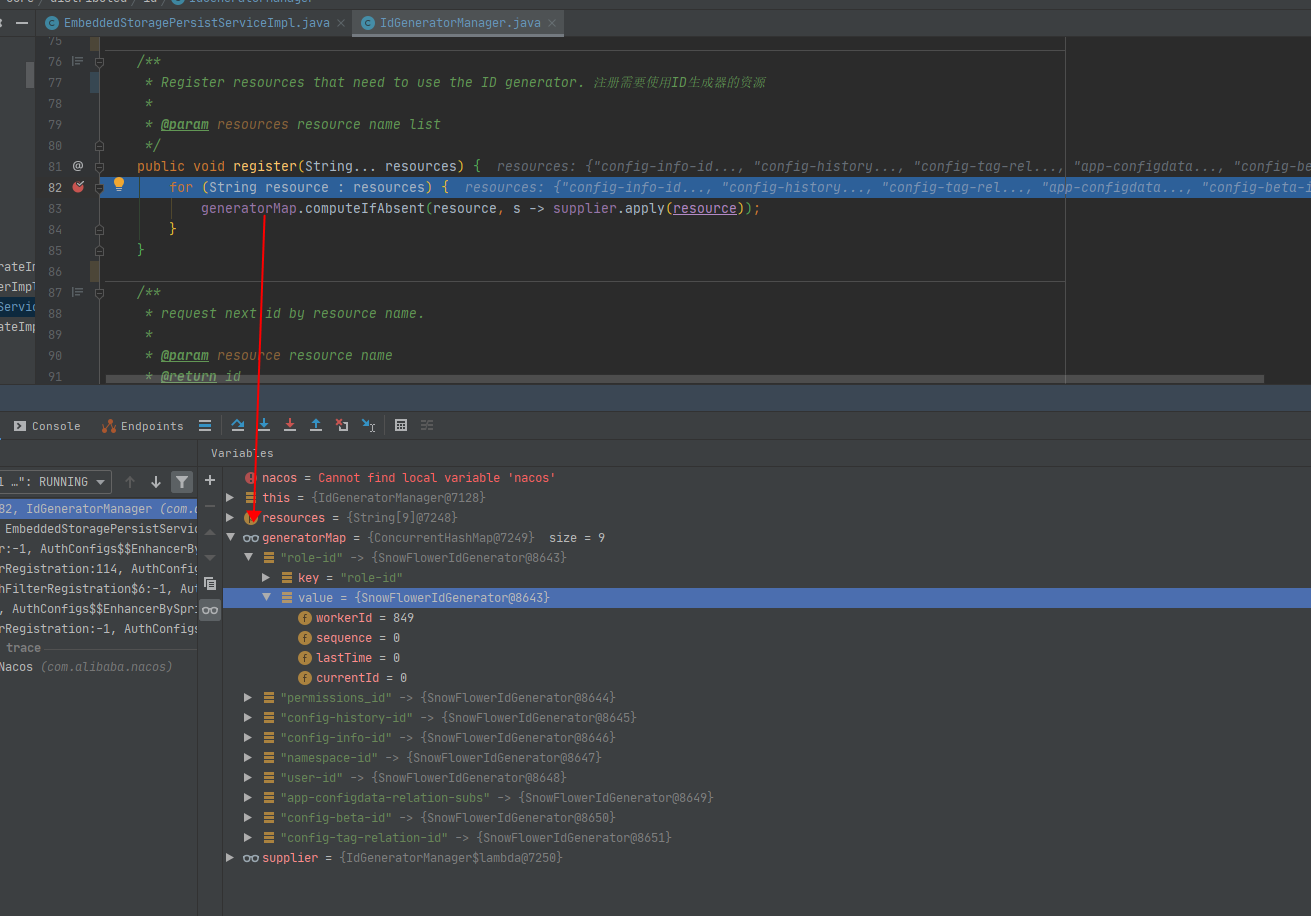 EmbeddedStoragePersistServiceImpl.java
IdGeneratorManager.java
75
76 /**
77 * Register resources that need to use the ID generator. 注册需要使用ID生成器的资源
78 *
79 * @param resources resource name list
80 */
81 @ public void register(String... resources) { resources: {"config-info-id..., "config-history..., "config-tag-rel..., "app-configdata..., "config-be
82 for (String resource : resources) { resources: {"config-info-id..., "config-history..., "config-tag-rel..., "app-configdata..., "config-beta-i
83 generatorMap.computeIfAbsent(resource, s -> supplier.apply(resource));
84 }
85 }
86
87 /**
88 * request next id by resource name.
89 *
90 * @param resource resource name
91 * @return id
rateIm
erImpl
Servic
ateImp
Console
Endpoints
Variables
1 …": RUNNING
82, IdGeneratorManager (com.a
EmbeddedStoragePersistServic
r:-1, AuthConfigs$$EnhancerBy
erRegistration:114, AuthConfig
hFilterRegistration$6:-1, Aut
, AuthConfigs$$EnhancerBySpri
rRegistration:-1, AuthConfigs
trace
Nacos (com.alibaba.nacos)
nacos = Cannot find local variable 'nacos'
this = {IdGeneratorManager@7128}
resources = {String[9]@7248}
generatorMap = {ConcurrentHashMap@7249} size = 9
"role-id" -> {SnowFlowerIdGenerator@8643}
key = "role-id"
value = {SnowFlowerIdGenerator@8643}
workerId = 849
sequence = 0
lastTime = 0
currentId = 0
"permissions_id" -> {SnowFlowerIdGenerator@8644}
"config-history-id" -> {SnowFlowerIdGenerator@8645}
"config-info-id" -> {SnowFlowerIdGenerator@8646}
"namespace-id" -> {SnowFlowerIdGenerator@8647}
"user-id" -> {SnowFlowerIdGenerator@8648}
"app-configdata-relation-subs" -> {SnowFlowerIdGenerator@8649}
"config-beta-id" -> {SnowFlowerIdGenerator@8650}
"config-tag-relation-id" -> {SnowFlowerIdGenerator@8651}
supplier = {IdGeneratorManager$lambda@7250}